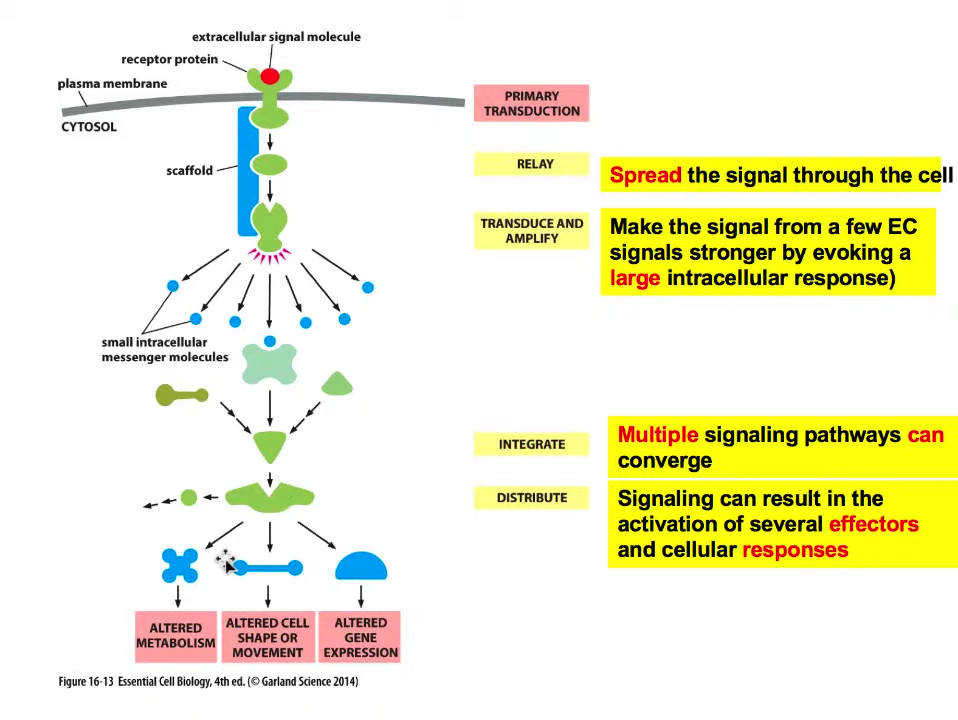 extracellular signal molecule
receptor protein
plasma membrane
CYTOSOL
PRIMARY
TRANSDUCTION
scaffold
RELAY
Spread the signal through the cell
TRANSDUCE AND
AMPLIFY
Make the signal from a few EC
signals stronger by evoking a
large intracellular response)
small intracellular
messenger molecules
INTEGRATE
Multiple signaling pathways can
converge
DISTRIBUTE
Signaling can result in the
activation of several effectors
and cellular responses
ALTERED
METABOLISM
ALTERED CELL
SHAPE OR
MOVEMENT
ALTERED
GENE
EXPRESSION
Figure 16-13 Essential Cell Biology, 4th ed. (© Garland Science 2014)